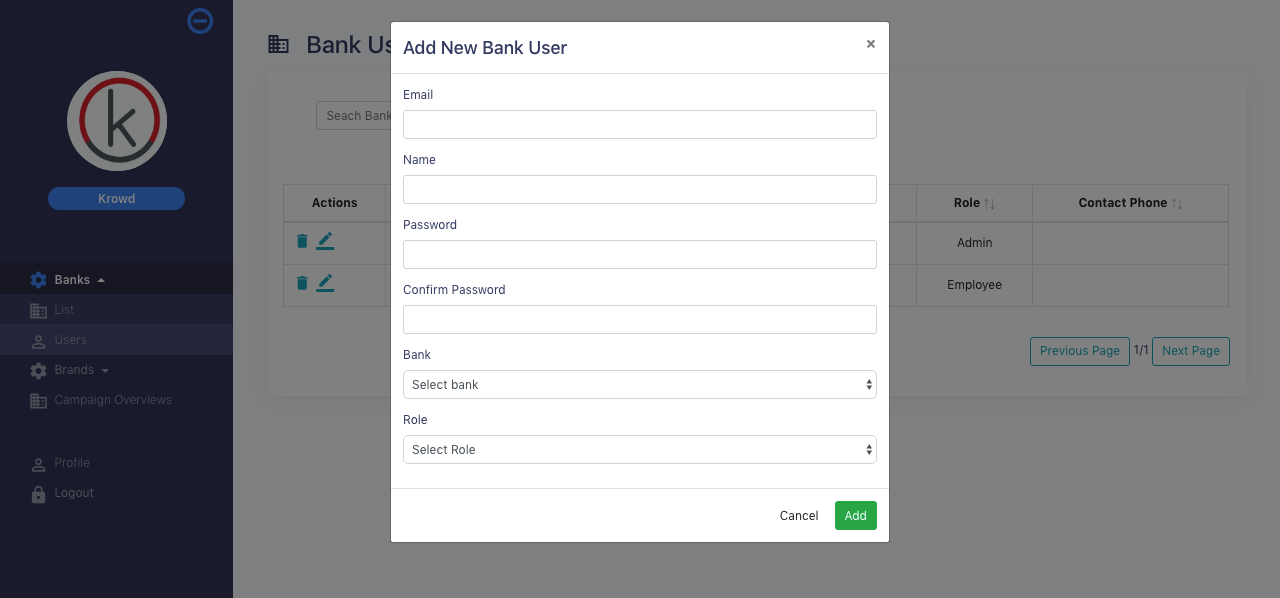 Krowd
Banks
List
Users
Brands
Campaign Overviews
Profile
Logout
Bank Us
Seach Bank
Actions
Role
Contact Phone
Admin
Employee
Previous Page 1/1 Next Page
Add New Bank User
×
Email
Name
Password
Confirm Password
Bank
Select bank
Role
Select Role
Cancel Add